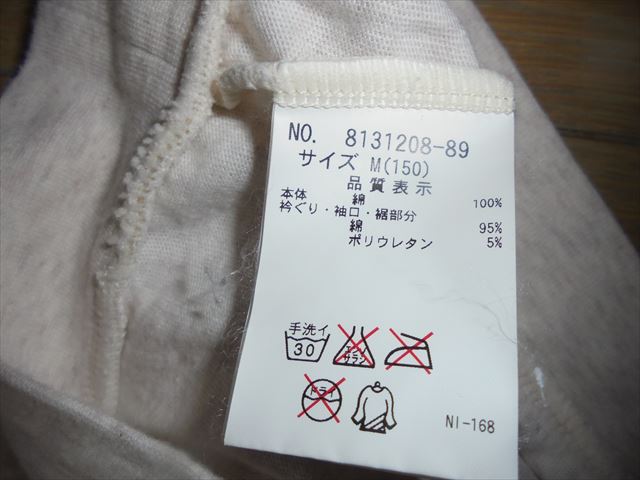 NO. 8131208-89
サイズ M(150)
品質表示
本体 綿 100%
衿ぐり・袖口・裾部分
綿 95%
ポリウレタン 5%
手洗イ
30
エンソ
サラシ
ドライ
NI-168